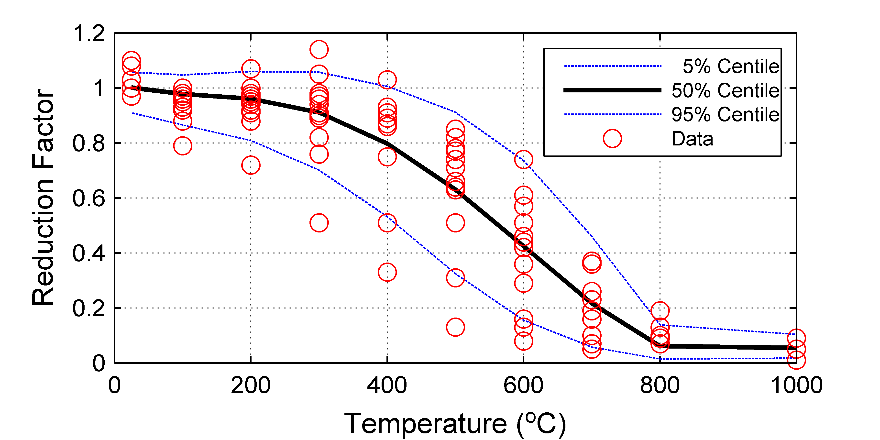 1.2
1
0.8
0.6
0.4
0.2
0
Reduction Factor
5% Centile
50% Centile
95% Centile
Data
0 200 400 600 800 1000
Temperature (ºC)